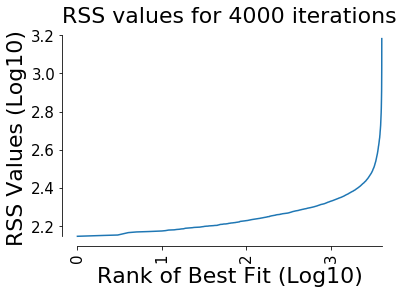 RSS values for 4000 iterations
RSS Values (Log10)
3.2
3.0
2.8
2.6
2.4
2.2
0 1 2 3
Rank of Best Fit (Log10)